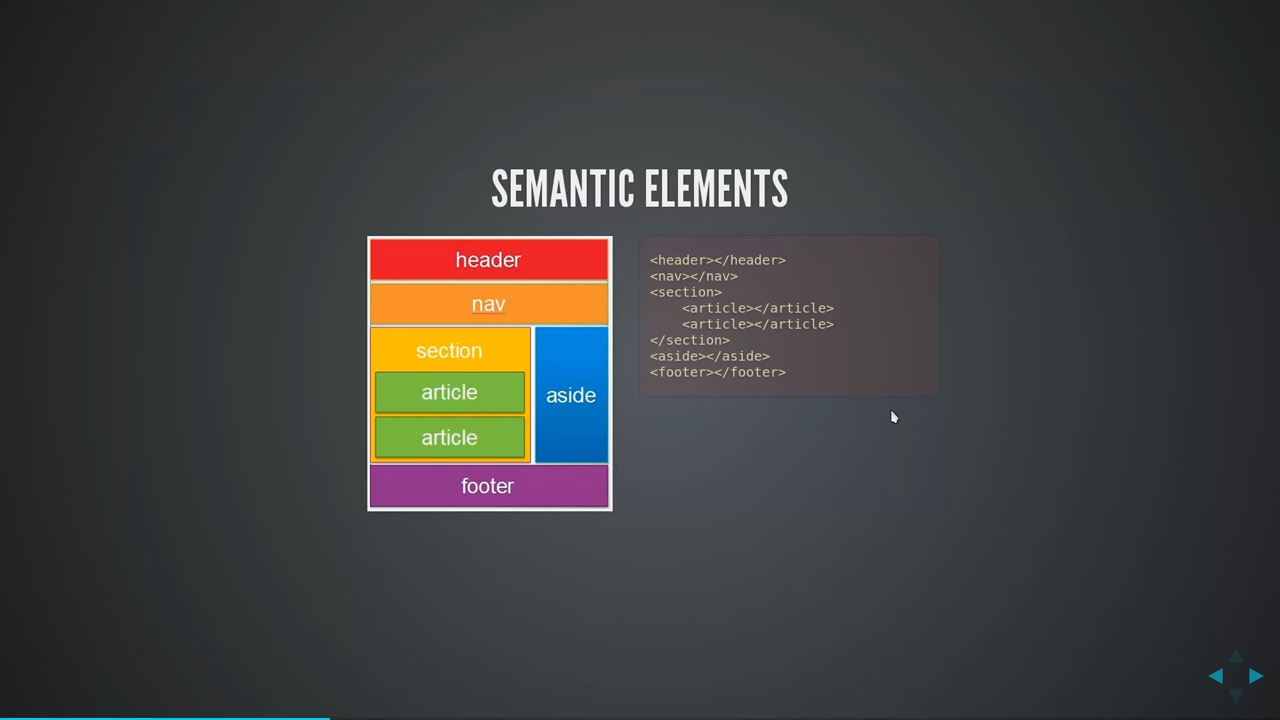 SEMANTIC ELEMENTS
header
nav
section
article
article
aside
footer
<header></header>
<nav></nav>
<section>
    <article></article>
    <article></article>
</section>
<aside></aside>
<footer></footer>